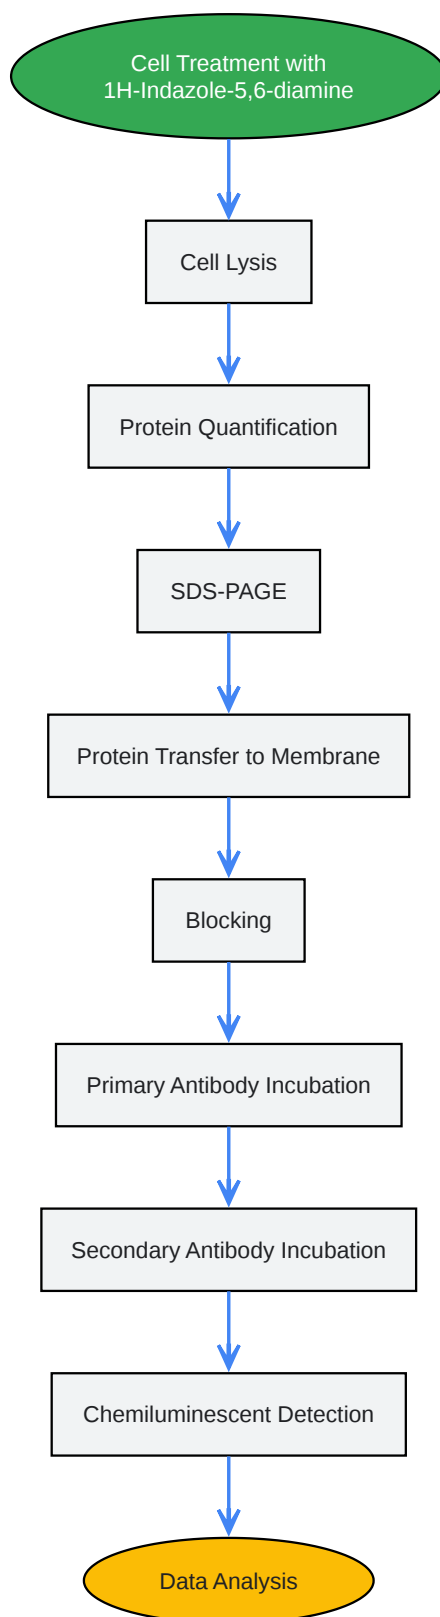 Cell Treatment with
1H-Indazole-5,6-diamine
Cell Lysis
Protein Quantification
SDS-PAGE
Protein Transfer to Membrane
Blocking
Primary Antibody Incubation
Secondary Antibody Incubation
Chemiluminescent Detection
Data Analysis